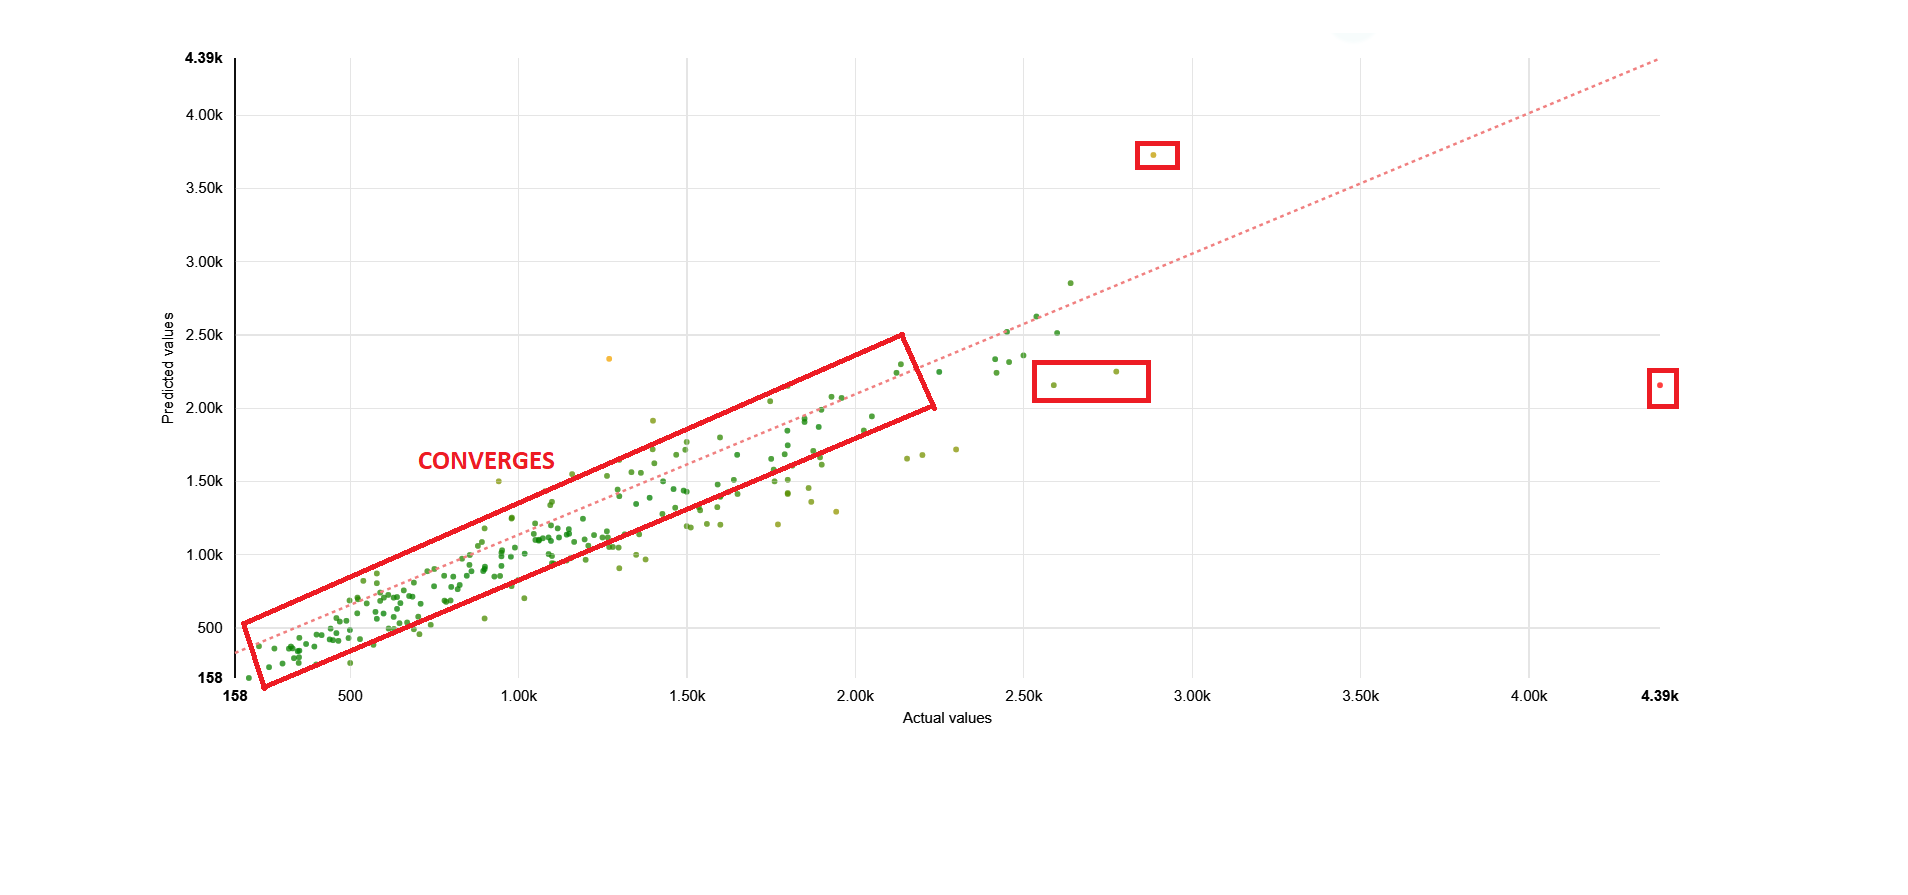 4.39k
4.00k
3.50k
3.00k
2.50k
2.00k
1.50k
1.00k
500
158
Predicted values
CONVERGES
158 500 1.00k 1.50k 2.00k 2.50k 3.00k 3.50k 4.00k 4.39k
Actual values